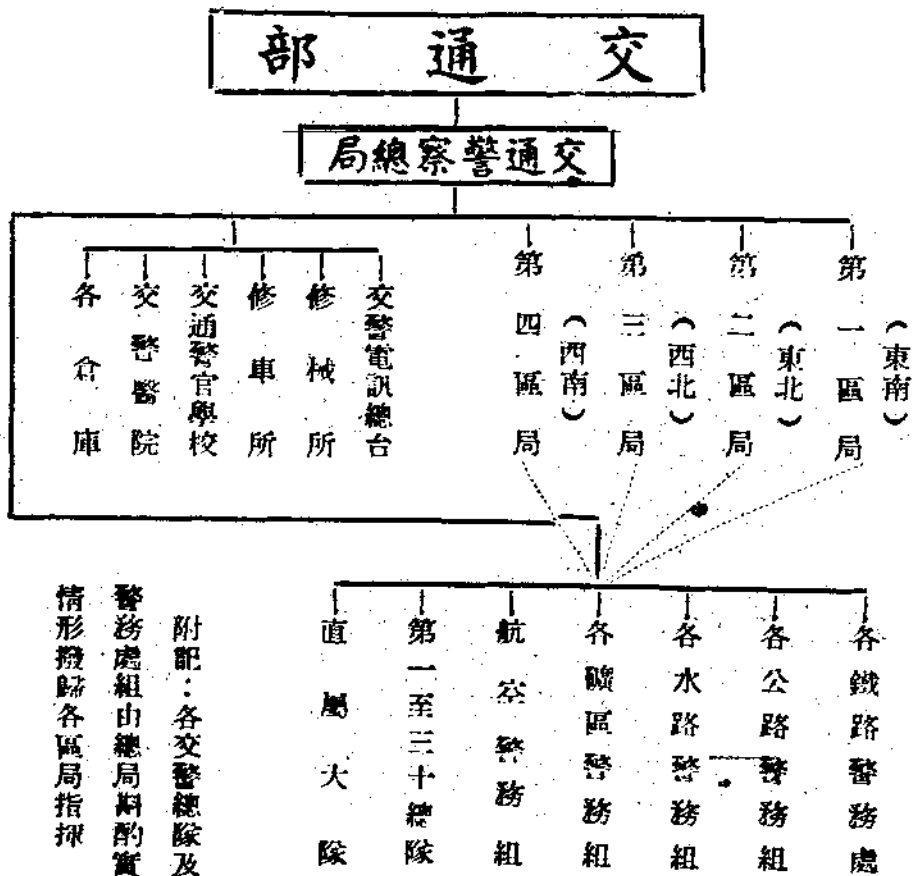 交通部
交通警察總局
第一區局
(東南)
第二區局
(東北)
第三區局
(西北)
第四區局
(西南)
交警電訊總台
修械所
修車所
交通警官學校
交警醫院
各倉庫
各鐵路警務處
各公路警務組
各水路警務組
各礦區警務組
航空警務組
第一至三十總隊
直屬大隊
附記：各交警總隊及
警務處組由總局斟酌實
情形撥歸各區局指揮